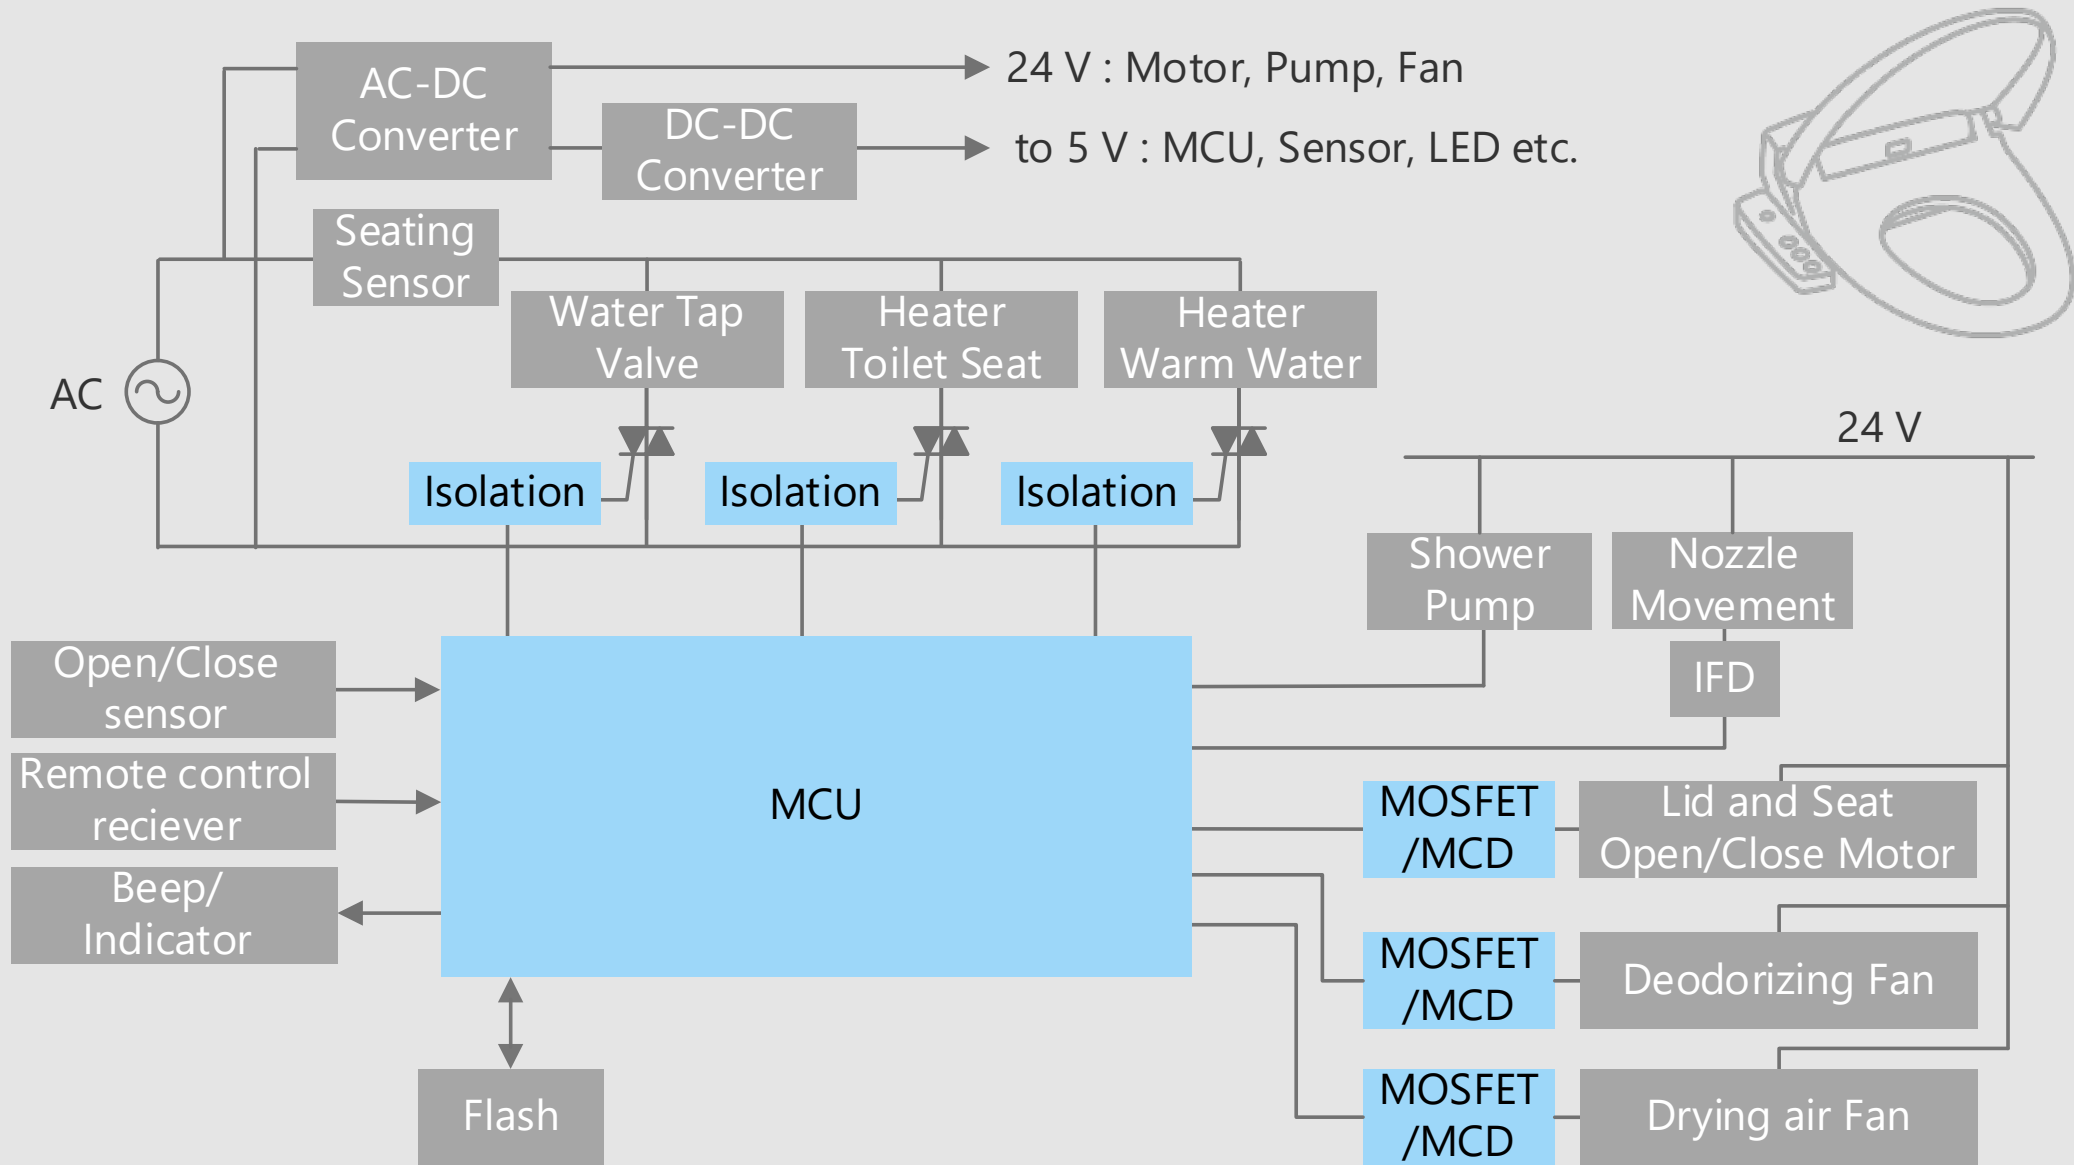 AC-DC
Converter
24 V : Motor, Pump, Fan
DC-DC
Converter
to 5 V : MCU, Sensor, LED etc.
Seating
Sensor
Water Tap
Valve
Heater
Toilet Seat
Heater
Warm Water
AC
24 V
Isolation
Isolation
Isolation
Shower
Pump
Nozzle
Movement
IFD
Open/Close
sensor
Remote control
reciever
Beep/
Indicator
MCU
MOSFET
/MCD
Lid and Seat
Open/Close Motor
MOSFET
/MCD
Deodorizing Fan
MOSFET
/MCD
Drying air Fan
Flash